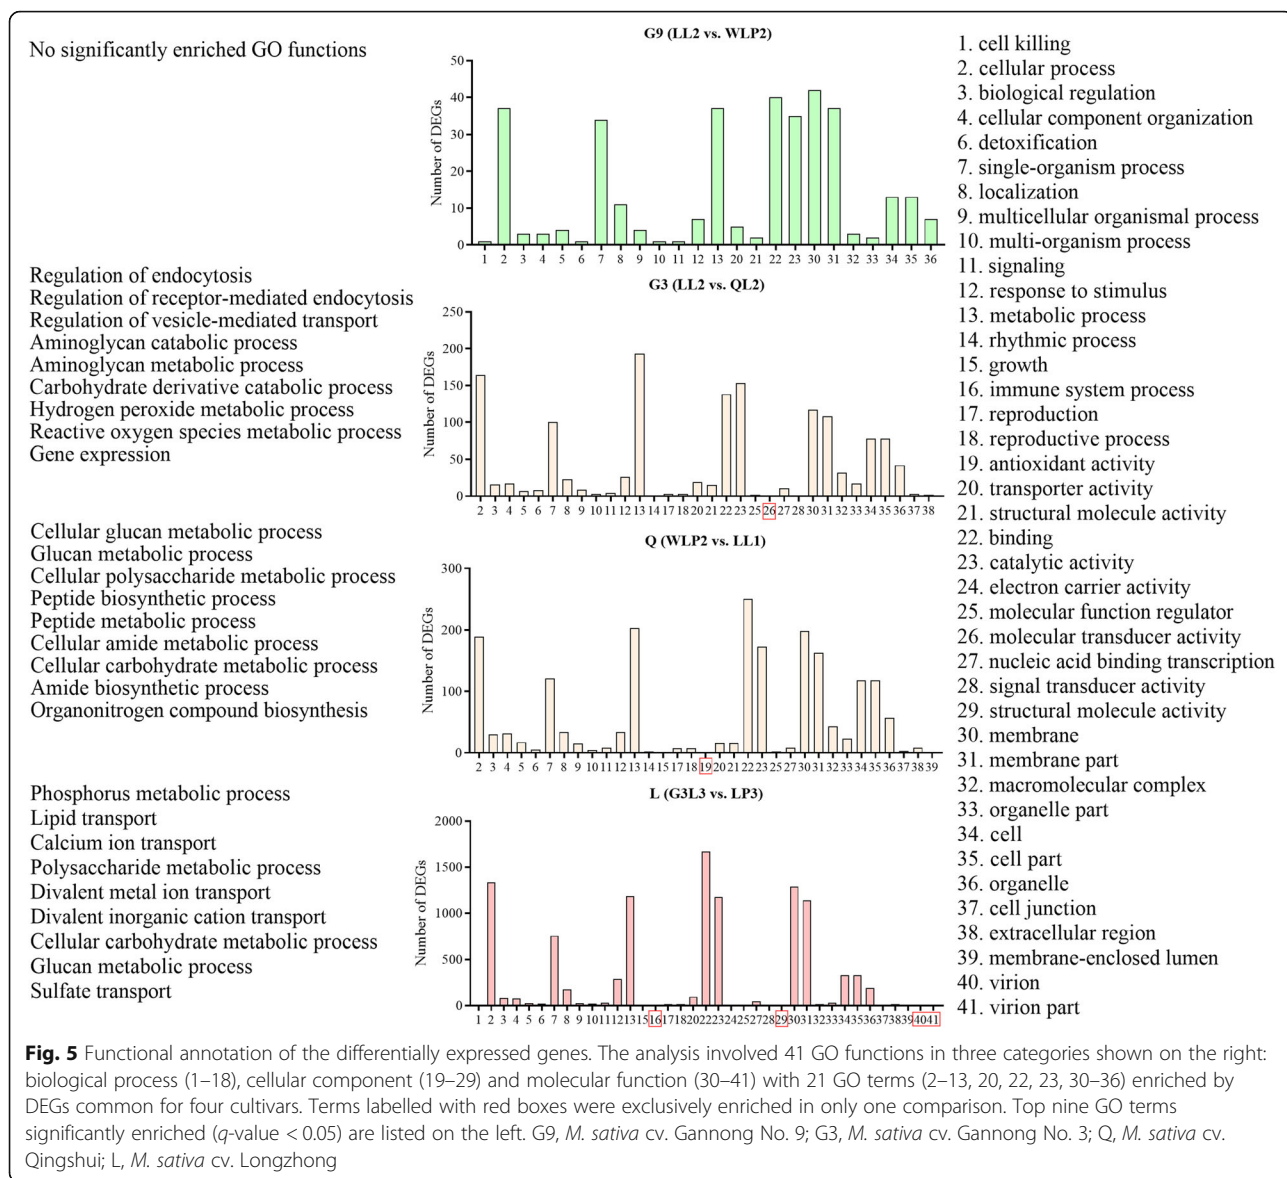 No significantly enriched GO functions
G9 (LL2 vs. WLP2)
Number of DEGs
50
40
30
20
10
0
1 2 3 4 5 6 7 8 9 10 11 12 13 20 21 22 23 30 31 32 33 34 35 36
Regulation of endocytosis
Regulation of receptor-mediated endocytosis
Regulation of vesicle-mediated transport
Aminoglycan catabolic process
Aminoglycan metabolic process
Carbohydrate derivative catabolic process
Hydrogen peroxide metabolic process
Reactive oxygen species metabolic process
Gene expression
G3 (LL2 vs. QL2)
Number of DEGs
250
200
150
100
50
0
2 3 4 5 6 7 8 9 10 11 12 13 14 17 18 20 21 22 23 25 26 27 28 30 31 32 33 34 35 36 37 38
Cellular glucan metabolic process
Glucan metabolic process
Cellular polysaccharide metabolic process
Peptide biosynthetic process
Peptide metabolic process
Cellular amide metabolic process
Cellular carbohydrate metabolic process
Amide biosynthetic process
Organonitrogen compound biosynthesis
Q (WLP2 vs. LL1)
Number of DEGs
300
200
100
0
2 3 4 5 6 7 8 9 10 11 12 13 14 15 17 18 19 20 21 22 23 25 27 30 31 32 33 34 35 36 37 38 39
Phosphorus metabolic process
Lipid transport
Calcium ion transport
Polysaccharide metabolic process
Divalent metal ion transport
Divalent inorganic cation transport
Cellular carbohydrate metabolic process
Glucan metabolic process
Sulfate transport
L (G3L3 vs. LP3)
Number of DEGs
2000
1500
1000
500
0
1 2 3 4 5 6 7 8 9 10 11 12 13 15 16 17 18 20 21 22 23 24 25 27 28 29 30 31 32 33 34 35 36 37 38 39 40 41
1. cell killing
2. cellular process
3. biological regulation
4. cellular component organization
6. detoxification
7. single-organism process
8. localization
9. multicellular organismal process
10. multi-organism process
11. signaling
12. response to stimulus
13. metabolic process
14. rhythmic process
15. growth
16. immune system process
17. reproduction
18. reproductive process
19. antioxidant activity
20. transporter activity
21. structural molecule activity
22. binding
23. catalytic activity
24. electron carrier activity
25. molecular function regulator
26. molecular transducer activity
27. nucleic acid binding transcription
28. signal transducer activity
29. structural molecule activity
30. membrane
31. membrane part
32. macromolecular complex
33. organelle part
34. cell
35. cell part
36. organelle
37. cell junction
38. extracellular region
39. membrane-enclosed lumen
40. virion
41. virion part
Fig. 5 Functional annotation of the differentially expressed genes. The analysis involved 41 GO functions in three categories shown on the right:
biological process (1–18), cellular component (19–29) and molecular function (30–41) with 21 GO terms (2–13, 20, 22, 23, 30–36) enriched by
DEGs common for four cultivars. Terms labelled with red boxes were exclusively enriched in only one comparison. Top nine GO terms
significantly enriched (q-value < 0.05) are listed on the left. G9, M. sativa cv. Gannong No. 9; G3, M. sativa cv. Gannong No. 3; Q, M. sativa cv.
Qingshui; L, M. sativa cv. Longzhong